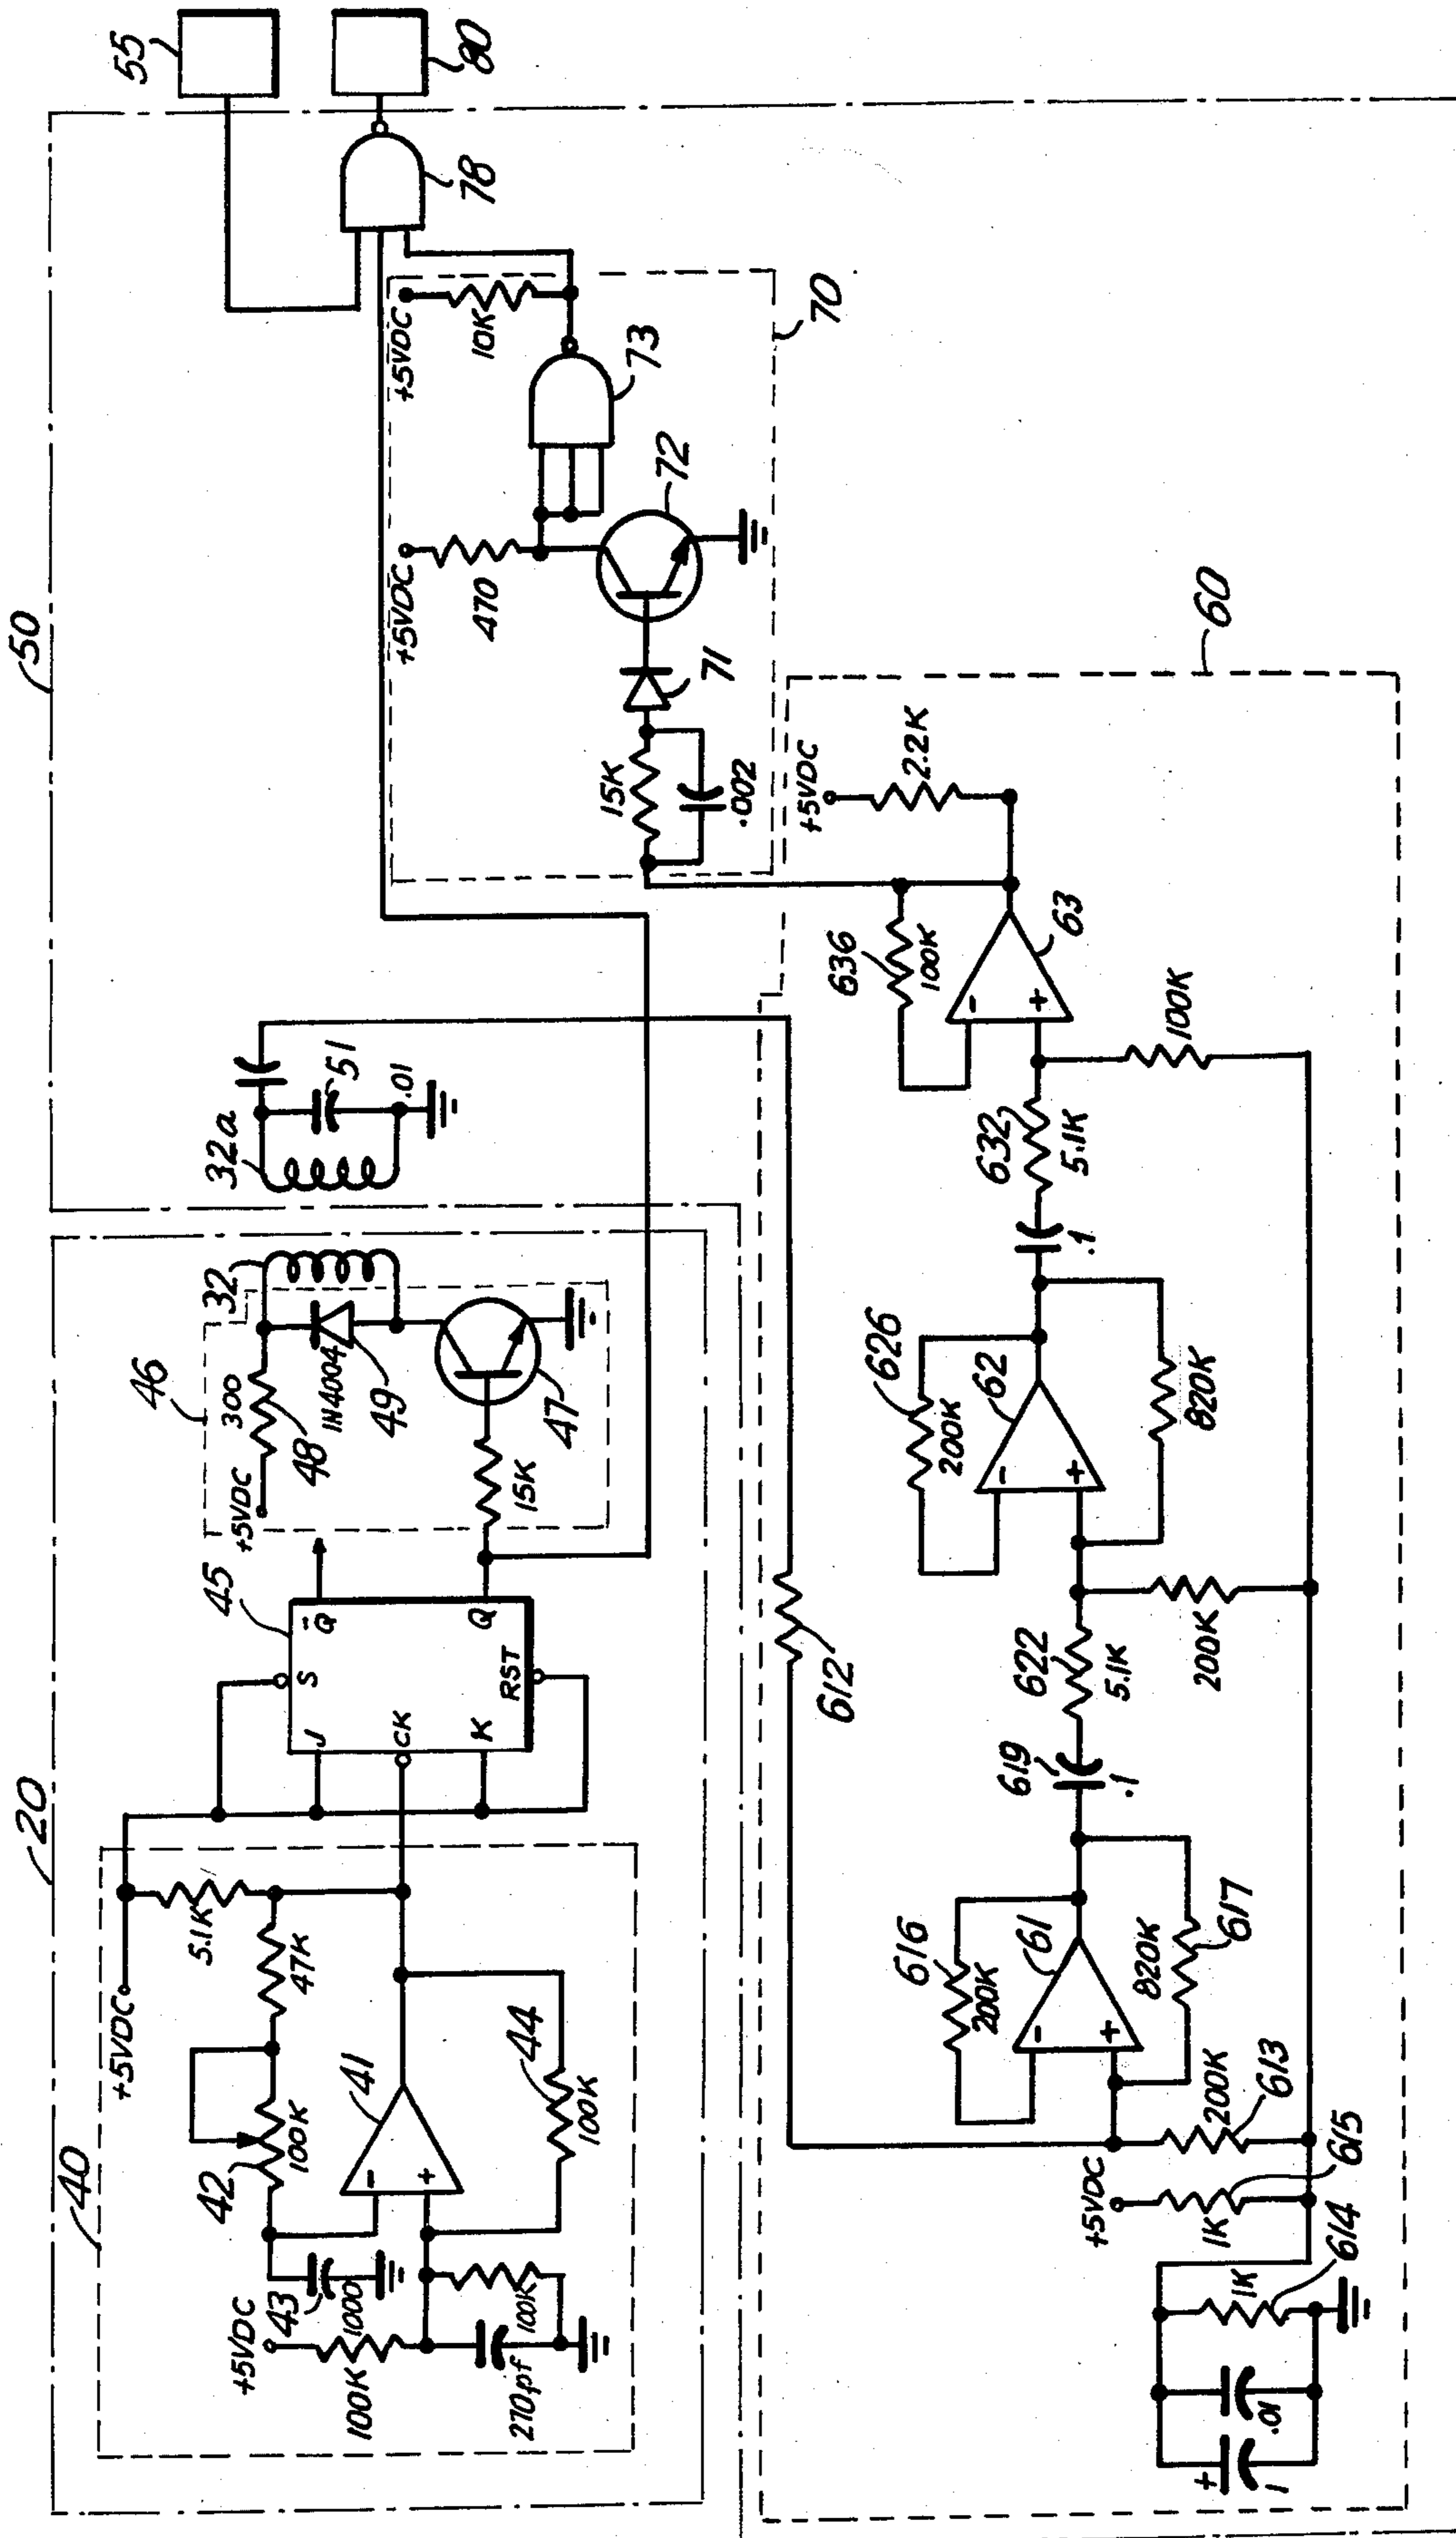 50
55
80
78
20
40
+5VDC
5.1K
47K
42
100K
41
44
100K
43
1000
+5VDC
100K
100K
270pf
45
S
Q̄
J
CK
K
Q
RST
46
+5VDC
300
48
1N4004
49
32
47
15K
32a
51
.01
+5VDC
470
+5VDC
10K
73
72
71
15K
.002
70
60
612
+5VDC
2.2K
636
100K
-
+
63
632
5.1K
100K
.1
626
200K
62
-
+
820K
622
5.1K
200K
619
.1
616
200K
61
-
+
820K
617
200K
613
+5VDC
1K
615
1K
614
.01
+
1
-
+